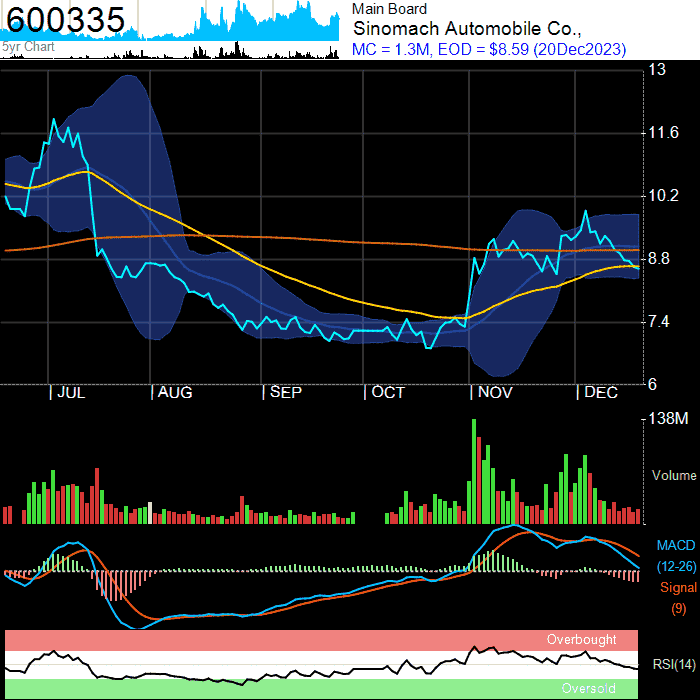 600335
5yr Chart
Main Board
Sinomach Automobile Co.,
MC = 1.3M, EOD = $8.59 (20Dec2023)
13
11.6
10.2
8.8
7.4
6
| JUL | AUG | SEP | OCT | NOV | DEC
138M
Volume
MACD
(12-26)
Signal
(9)
Overbought
RSI(14)
Oversold